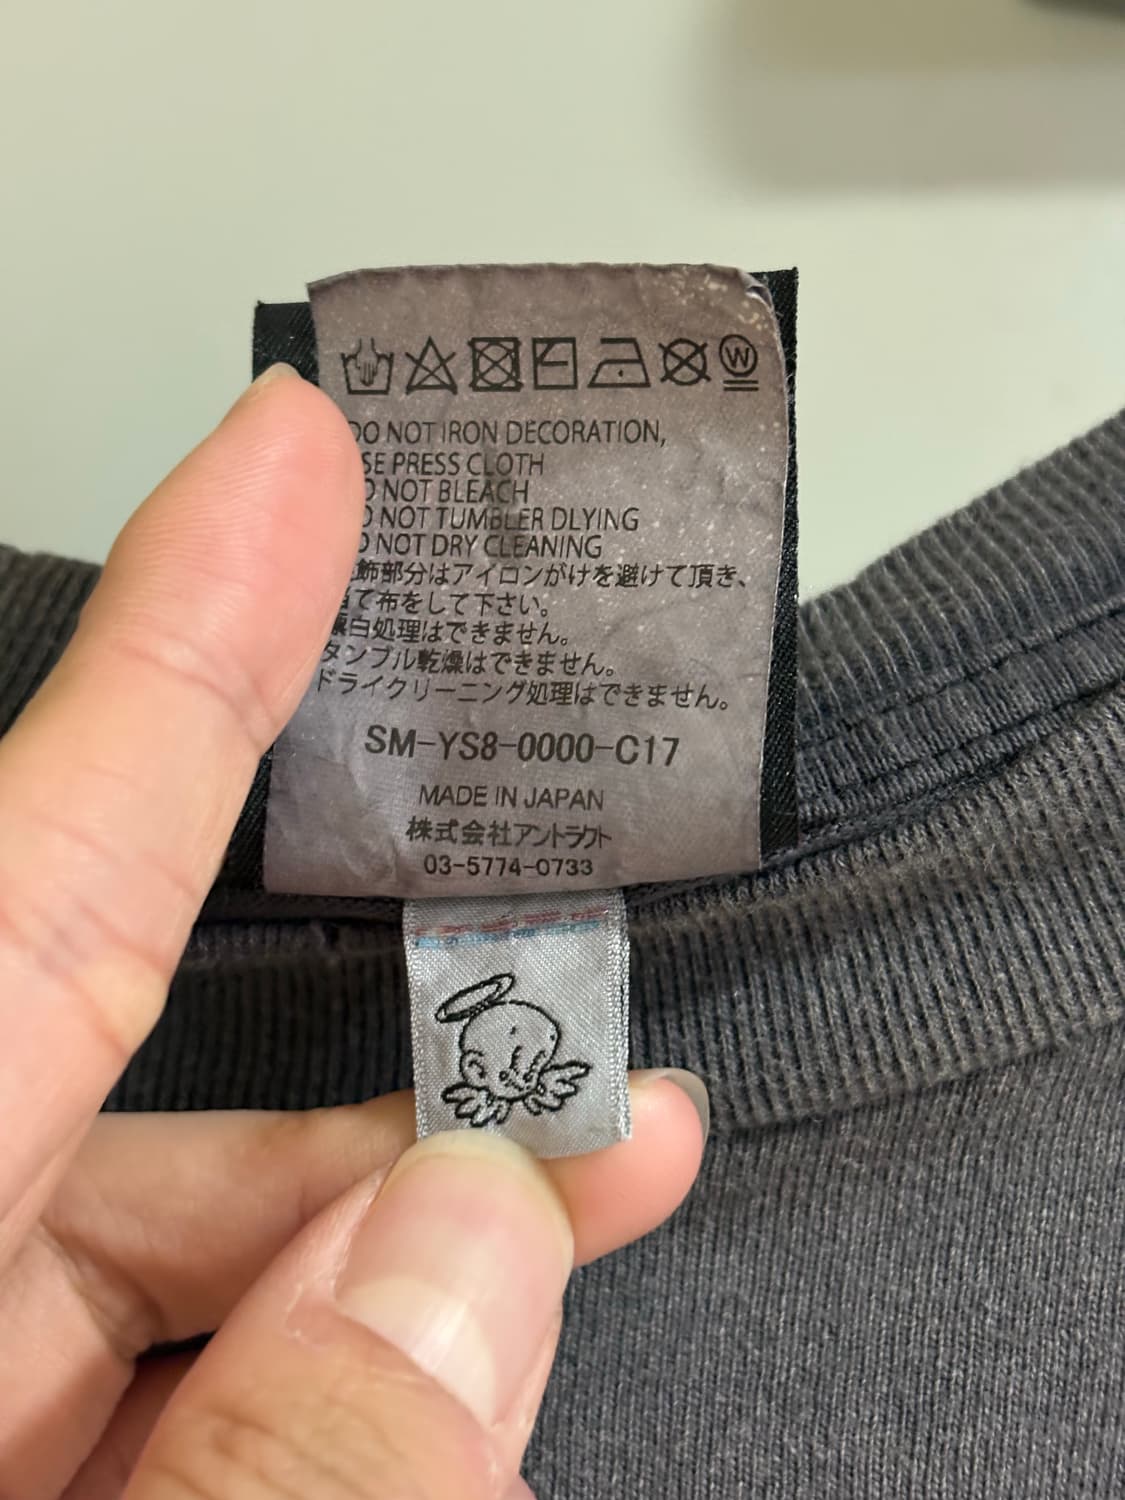 W
DO NOT IRON DECORATION,
SE PRESS CLOTH
O NOT BLEACH
O NOT TUMBLER DLYING
O NOT DRY CLEANING
飾部分はアイロンがけを避けて頂き、
当て布をして下さい。
漂白処理はできません。
タンブル乾燥はできません。
ドライクリーニング処理はできません。
SM-YS8-0000-C17
MADE IN JAPAN
株式会社アントラクト
03-5774-0733